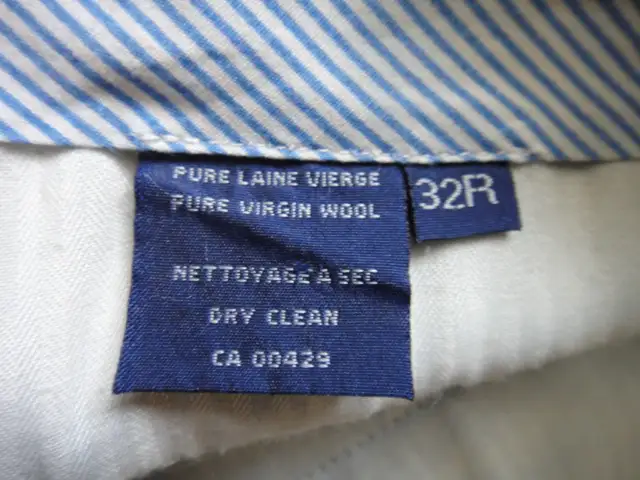 PURE LAINE VIERGE
PURE VIRGIN WOOL
NETTOYAGE A SEC
DRY CLEAN
CA 00429
32R